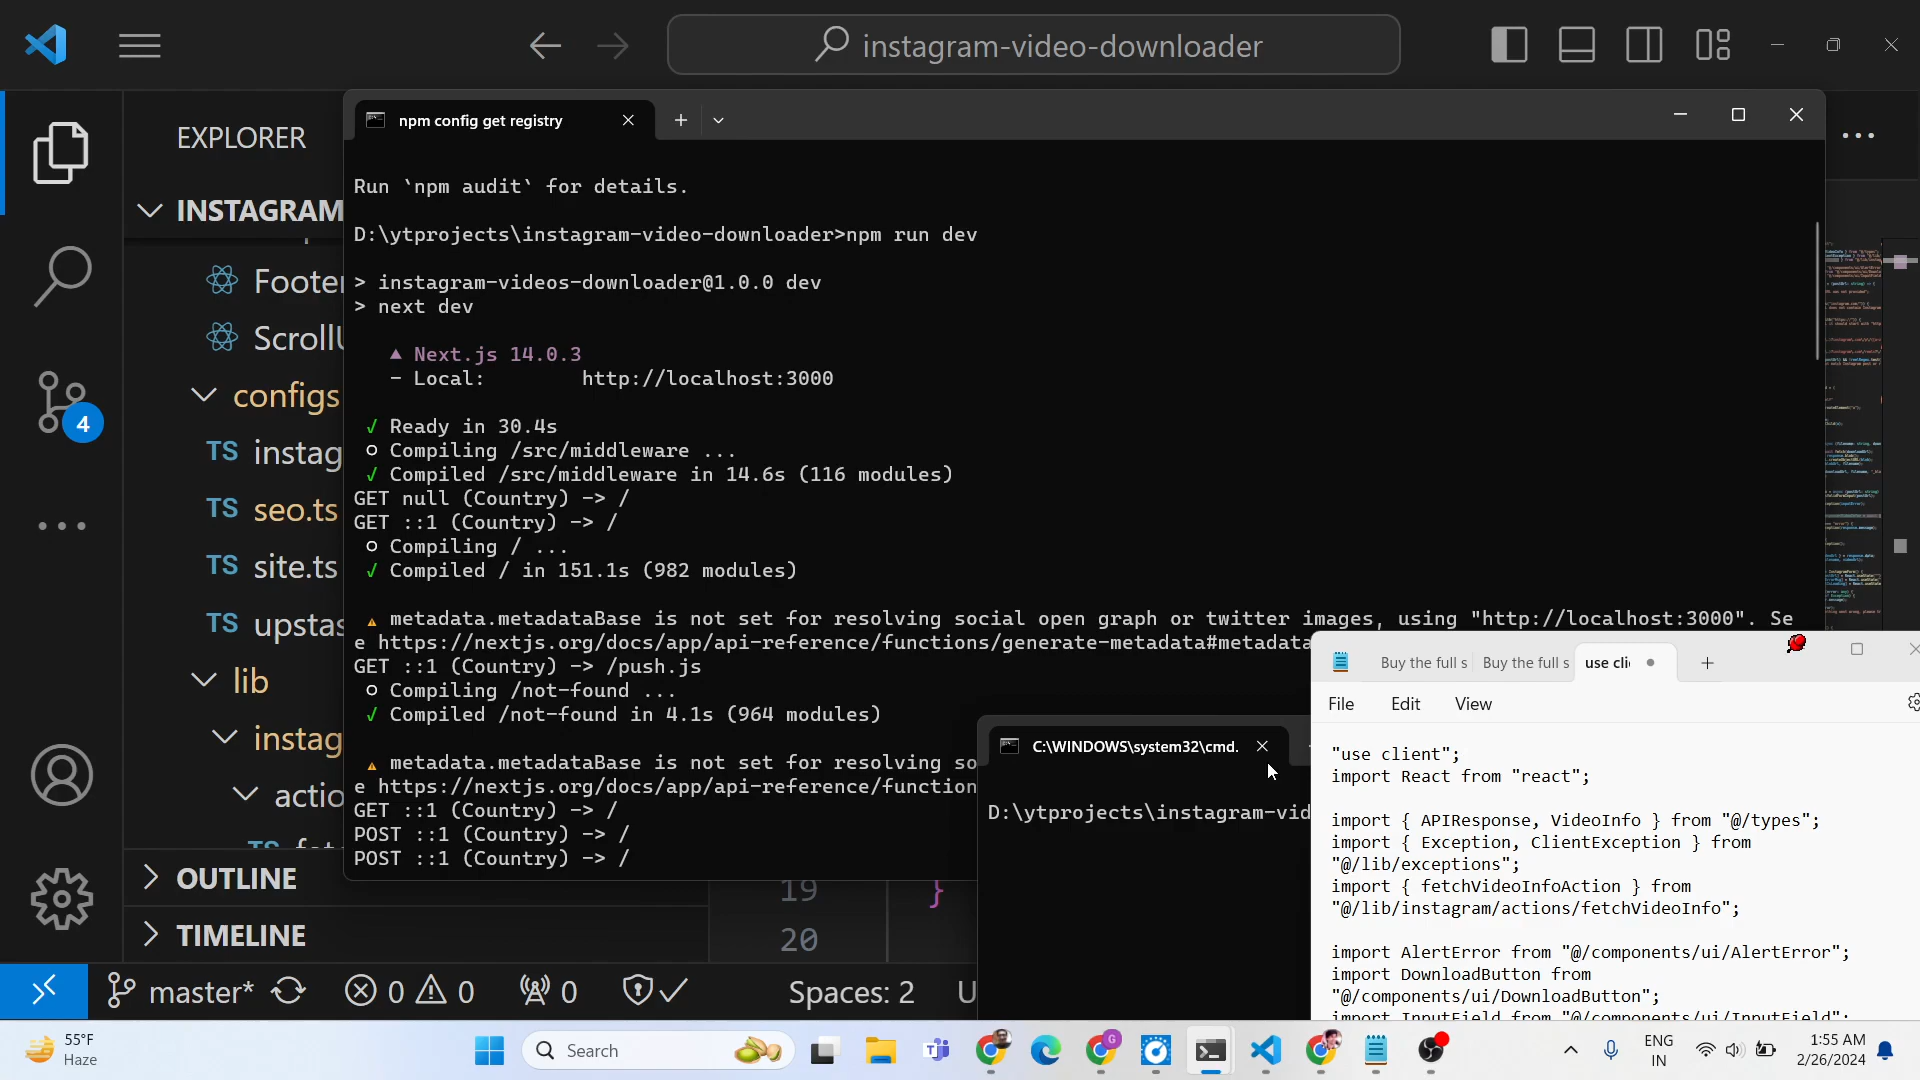 instagram-video-downloader
EXPLORER
INSTAGRAM
Footer
configs
TS instag
TS seo.ts
TS site.ts
TS upstas
lib
instag
actio
OUTLINE
TIMELINE
4
npm config get registry
Run `npm audit` for details.
D:\ytprojects\instagram-video-downloader>npm run dev
> instagram-videos-downloader@1.0.0 dev
> next dev
▲ Next.js 14.0.3
- Local: http://localhost:3000
✓ Ready in 30.4s
○ Compiling /src/middleware ...
✓ Compiled /src/middleware in 14.6s (116 modules)
GET null (Country) -> /
GET ::1 (Country) -> /
○ Compiling / ...
✓ Compiled / in 151.1s (982 modules)
⚠ metadata.metadataBase is not set for resolving social open graph or twitter images, using "http://localhost:3000". Se
e https://nextjs.org/docs/app/api-reference/functions/generate-metadata#metadata
GET ::1 (Country) -> /push.js
○ Compiling /not-found ...
✓ Compiled /not-found in 4.1s (964 modules)
⚠ metadata.metadataBase is not set for resolving so
e https://nextjs.org/docs/app/api-reference/function
GET ::1 (Country) -> /
POST ::1 (Country) -> /
POST ::1 (Country) -> /
C:\WINDOWS\system32\cmd.
D:\ytprojects\instagram-vid
Buy the full s Buy the full s use cli
File Edit View
"use client";
import React from "react";
import { APIResponse, VideoInfo } from "@/types";
import { Exception, ClientException } from
"@/lib/exceptions";
import { fetchVideoInfoAction } from
"@/lib/instagram/actions/fetchVideoInfo";
import AlertError from "@/components/ui/AlertError";
import DownloadButton from
"@/components/ui/DownloadButton";
import InputField from "@/components/ui/InputField";
19 }
20
master* 0 0 0 Spaces: 2 U
55°F
Haze
Search
ENG
IN
1:55 AM
2/26/2024